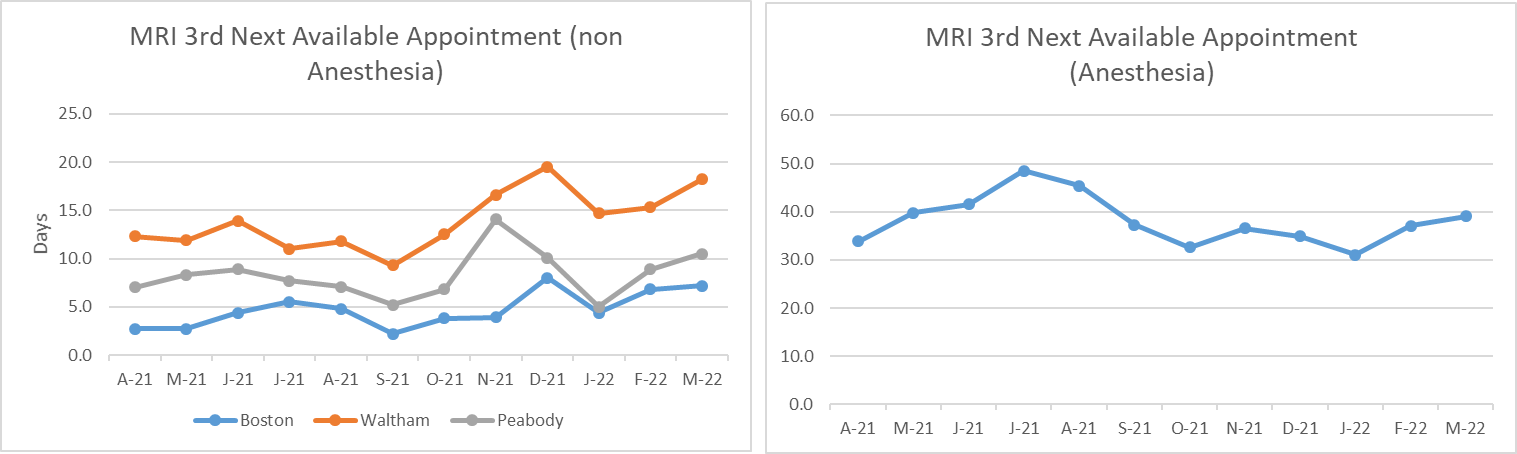 MRI 3rd Next Available Appointment (non
Anesthesia)
25.0
20.0
15.0
10.0
5.0
0.0
Days
A-21 M-21 J-21 J-21 A-21 S-21 O-21 N-21 D-21 J-22 F-22 M-22
Boston Waltham Peabody
MRI 3rd Next Available Appointment
(Anesthesia)
60.0
50.0
40.0
30.0
20.0
10.0
0.0
A-21 M-21 J-21 J-21 A-21 S-21 O-21 N-21 D-21 J-22 F-22 M-22